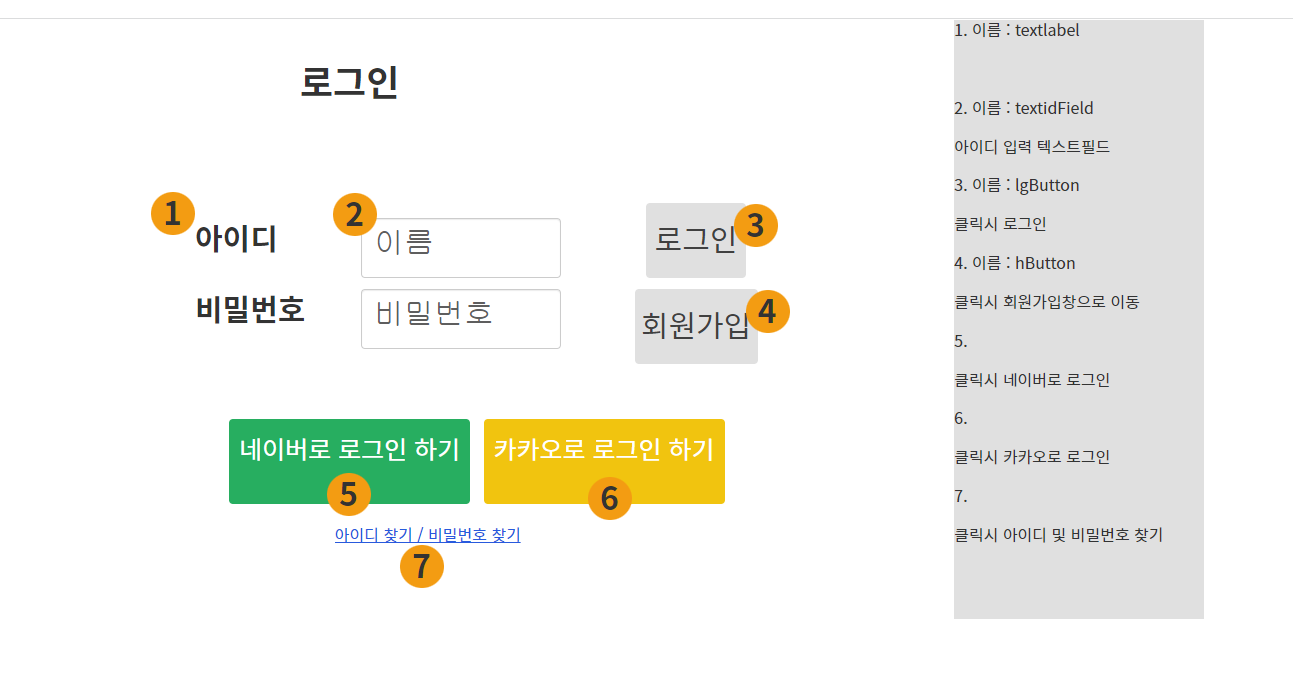 로그인
1
아이디
2
이름
로그인
3
비밀번호
비밀번호
회원가입
4
네이버로 로그인 하기
5
카카오로 로그인 하기
6
아이디 찾기 / 비밀번호 찾기
7
1. 이름 : textlabel
2. 이름 : textidField
아이디 입력 텍스트필드
3. 이름 : lgButton
클릭시 로그인
4. 이름 : hButton
클릭시 회원가입창으로 이동
5.
클릭시 네이버로 로그인
6.
클릭시 카카오로 로그인
7.
클릭시 아이디 및 비밀번호 찾기